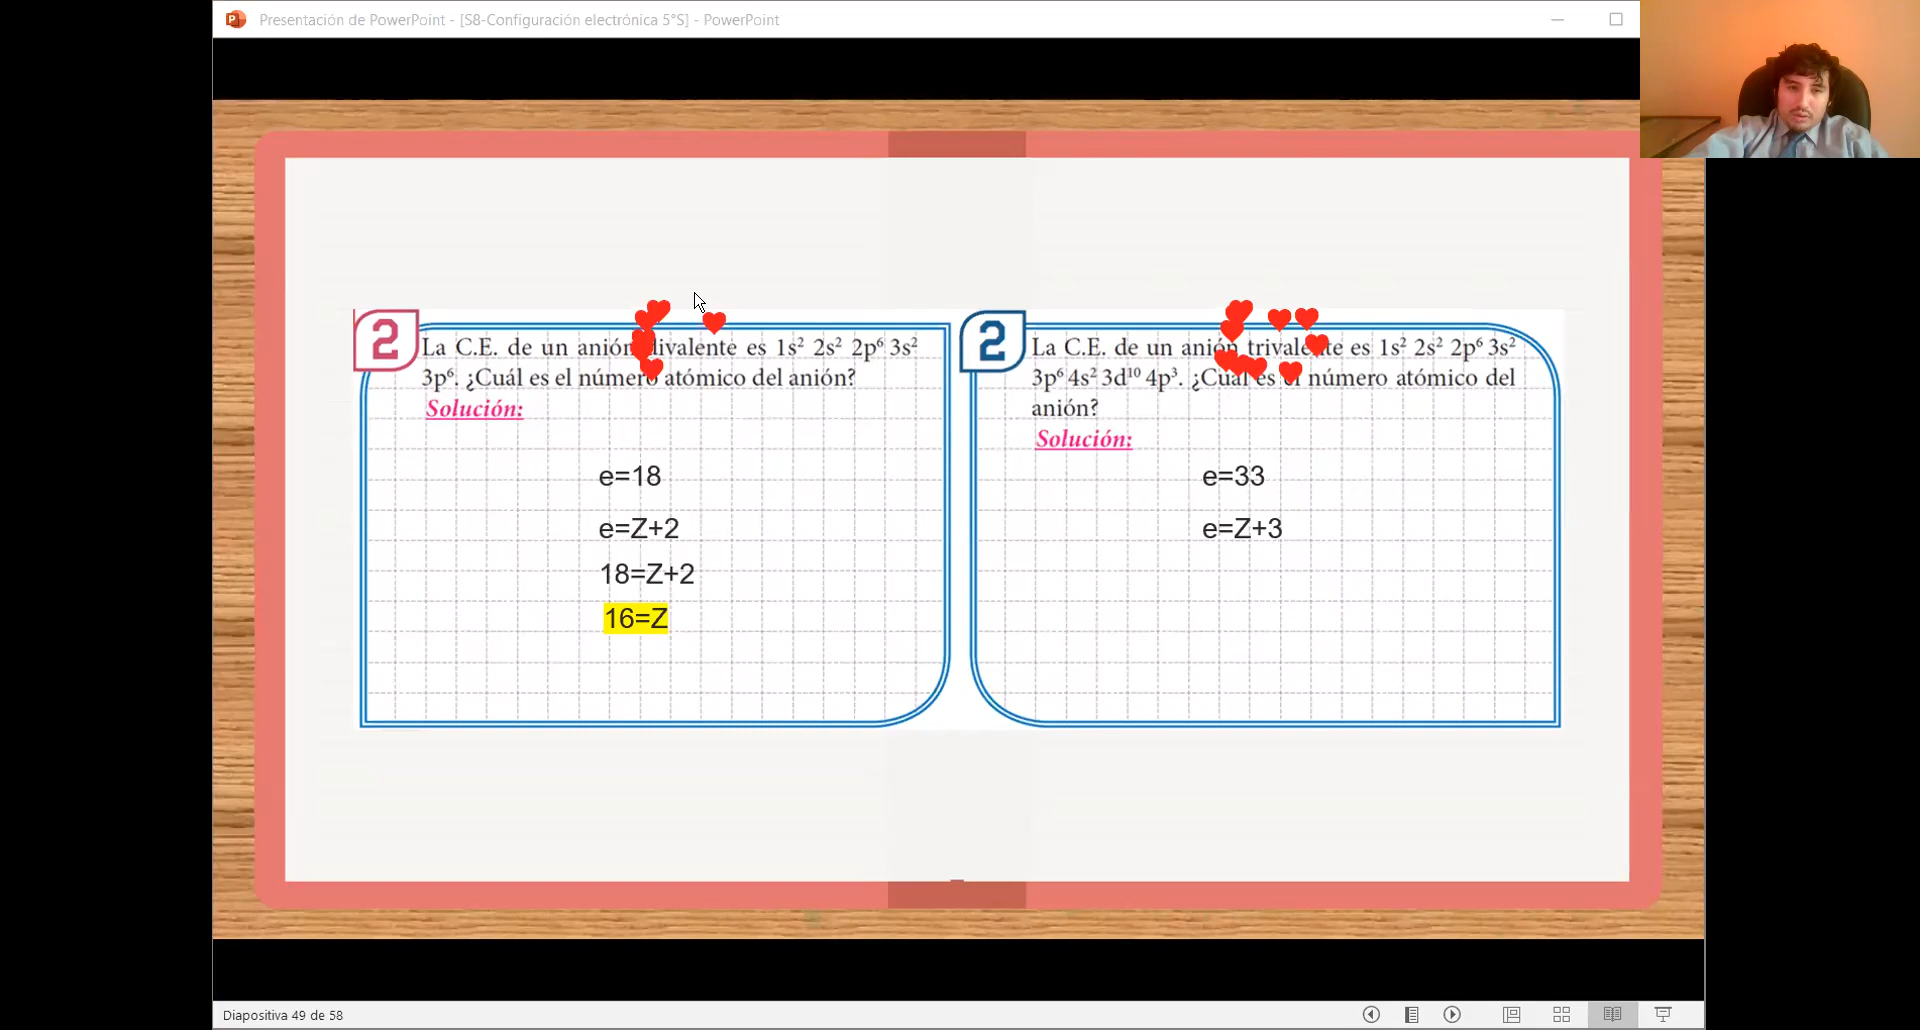 Presentación de PowerPoint - [S8-Configuración electrónica 5°S] - PowerPoint
2
La C.E. de un anión divalente es 1s² 2s² 2p⁶ 3s²
3p⁶. ¿Cuál es el número atómico del anión?
Solución:
e=18
e=Z+2
18=Z+2
16=Z
2
La C.E. de un anión trivalente es 1s² 2s² 2p⁶ 3s²
3p⁶ 4s² 3d¹⁰ 4p³. ¿Cuál es el número atómico del
anión?
Solución:
e=33
e=Z+3
Diapositiva 49 de 58